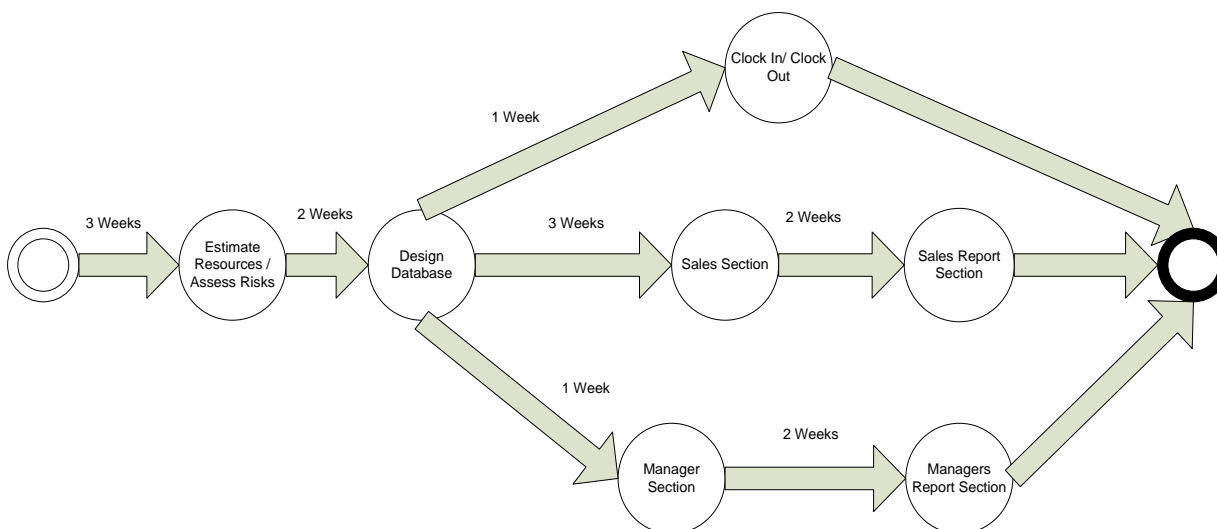 Clock In/ Clock
Out
1 Week
3 Weeks
2 Weeks
3 Weeks
2 Weeks
Estimate
Resources /
Assess Risks
Design
Database
Sales Section
Sales Report
Section
1 Week
2 Weeks
Manager
Section
Managers
Report Section